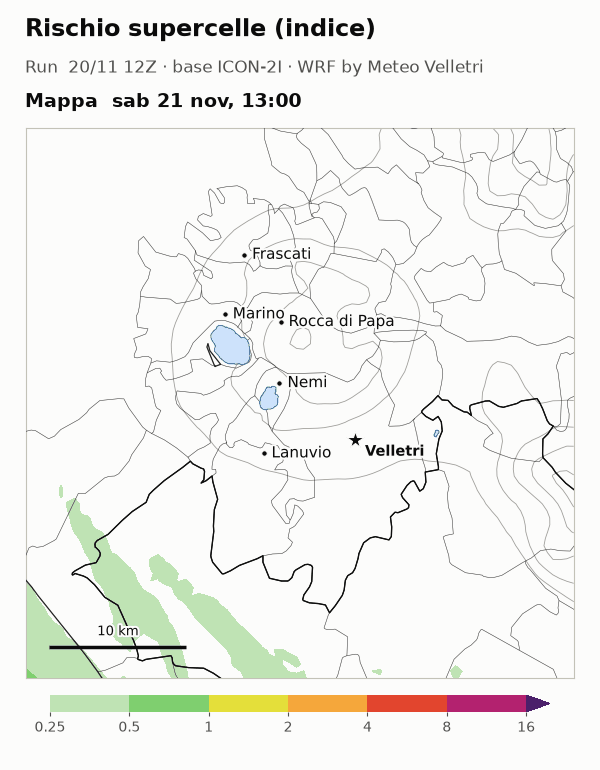 Rischio supercelle (indice)
Run  20/11 12Z · base ICON-2I · WRF by Meteo Velletri
Mappa  sab 21 nov, 13:00
Frascati
Marino
Rocca di Papa
Nemi
Velletri
Lanuvio
10 km
0.25 0.5 1 2 4 8 16